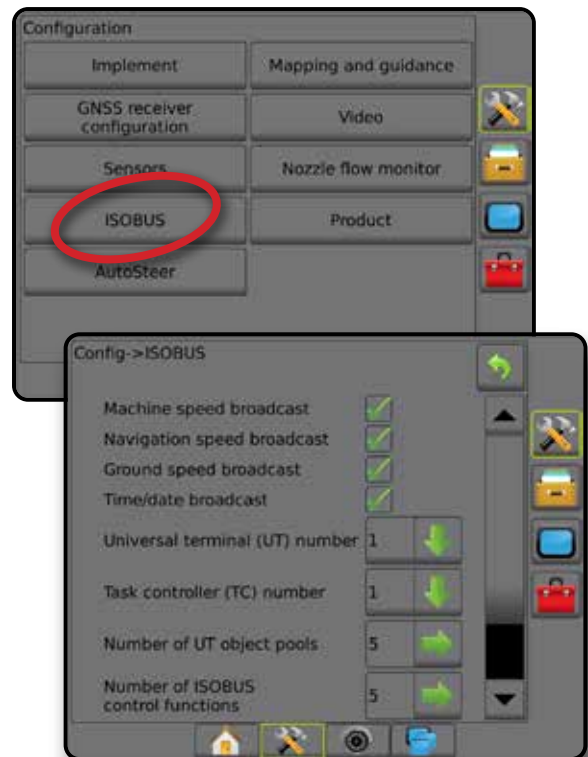 Configuration
Implement
Mapping and guidance
GNSS receiver
configuration
Video
Sensors
Nozzle flow monitor
ISOBUS
Product
AutoSteer
Config->ISOBUS
Machine speed broadcast
Navigation speed broadcast
Ground speed broadcast
Time/date broadcast
Universal terminal (UT) number 1
Task controller (TC) number 1
Number of UT object pools 5
Number of ISOBUS
control functions 5